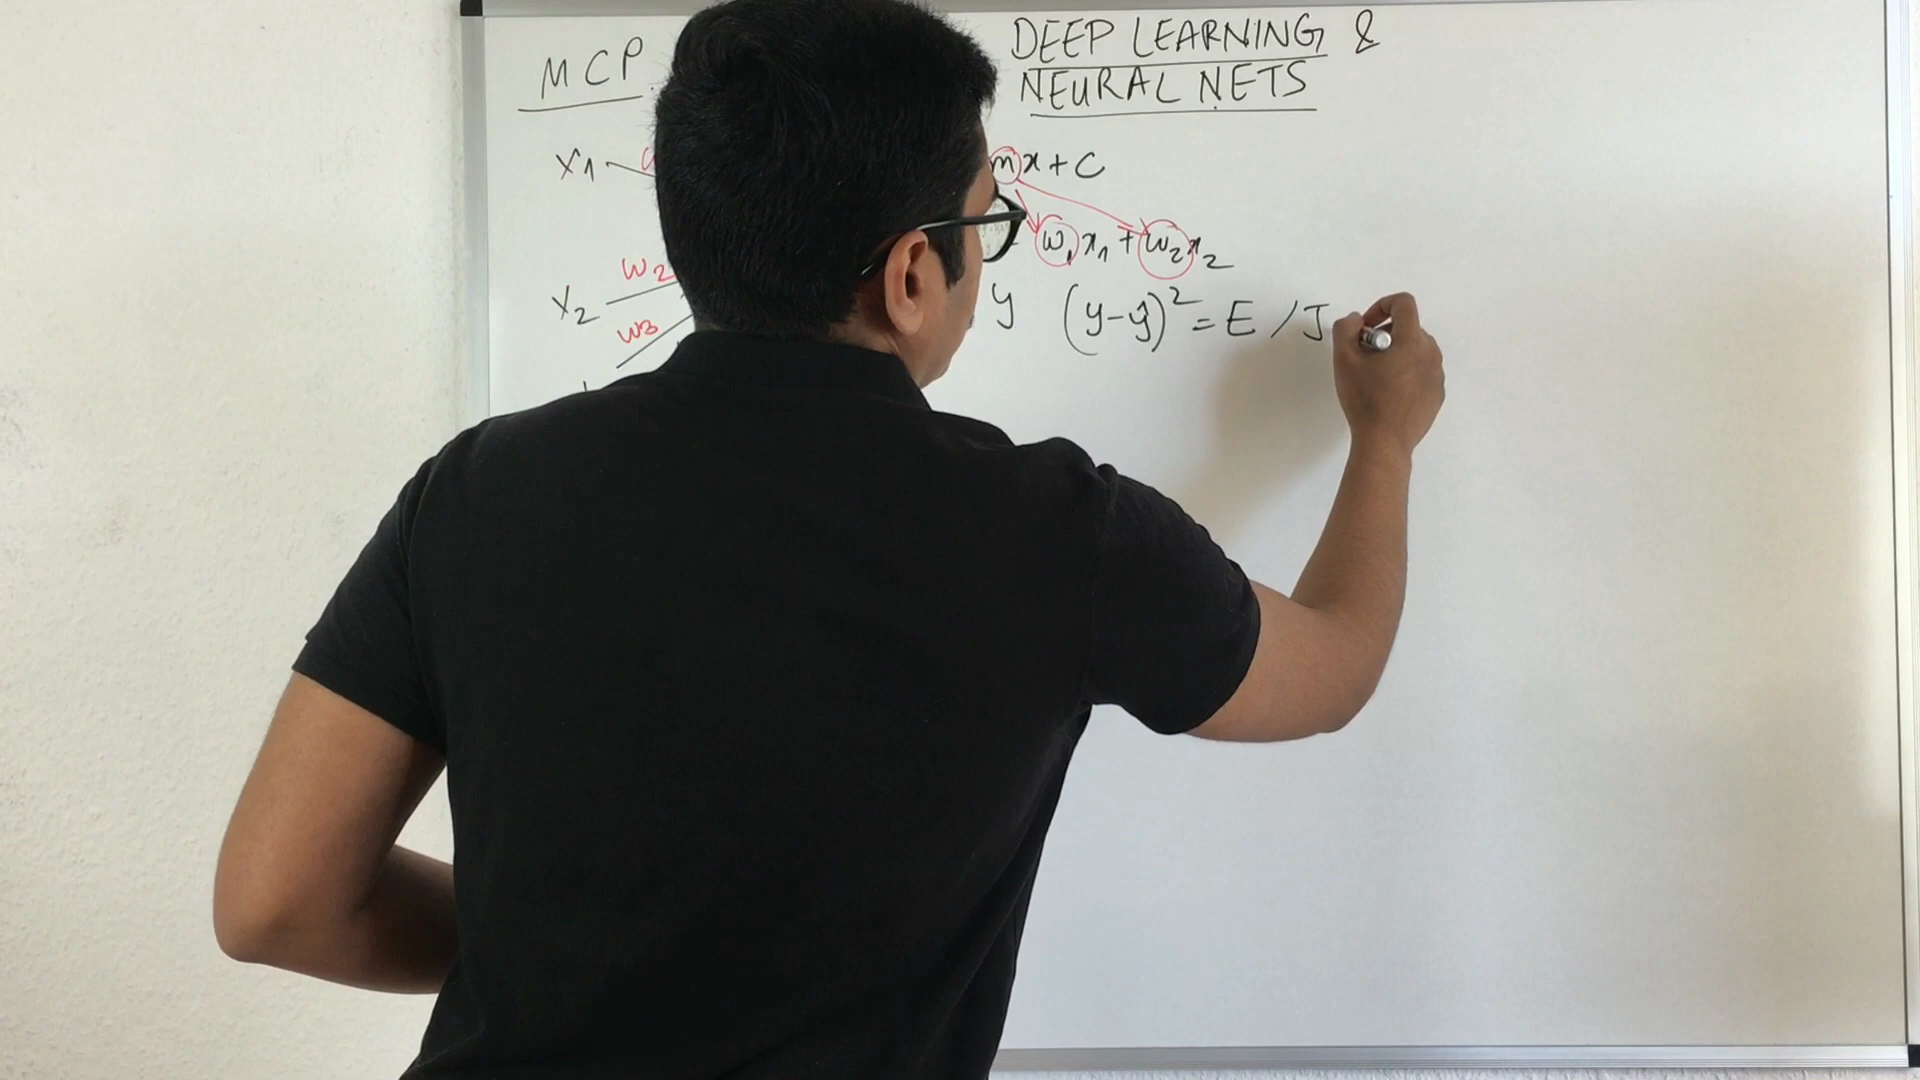 MCP
DEEP LEARNING &
NEURAL NETS
x1
mx + c
w1x1 + w2x2
w2
x2
w3
y (y-ŷ)² = E / J